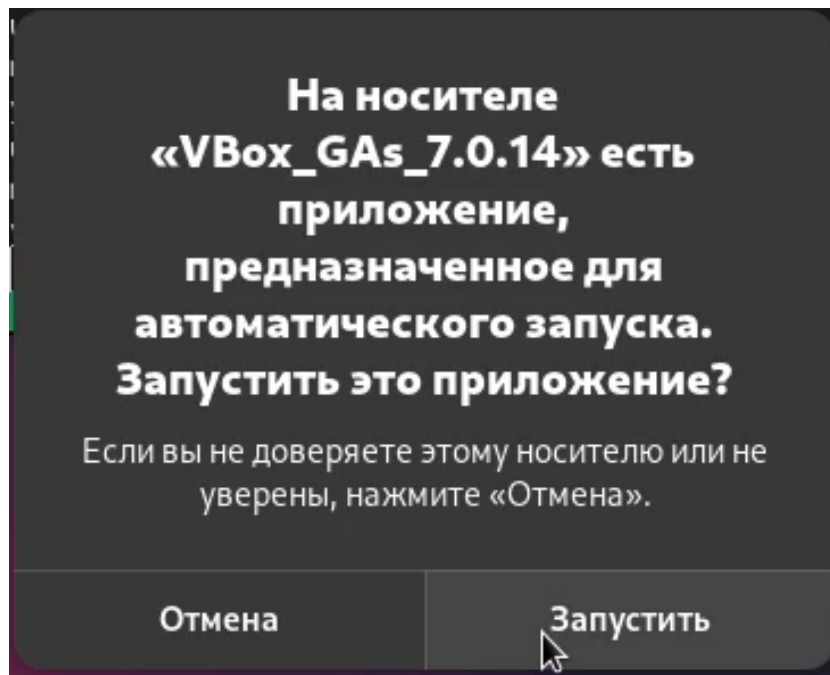 На носителе
«VBox_GAs_7.0.14» есть
приложение,
предназначенное для
автоматического запуска.
Запустить это приложение?
Если вы не доверяете этому носителю или не
уверены, нажмите «Отмена».
Отмена
Запустить